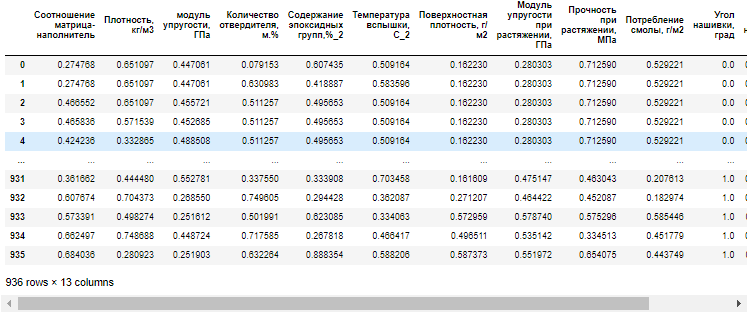 Соотношение матрица-наполнитель Плотность, кг/м3 модуль упругости, ГПа Количество отвердителя, м.% Содержание эпоксидных групп,%_2 Температура вспышки, С_2 Поверхностная плотность, г/м2 Модуль упругости при растяжении, ГПа Прочность при растяжении, МПа Потребление смолы, г/м2 Угол нашивки, град н
0 0.274768 0.651097 0.447061 0.079153 0.607435 0.509164 0.162230 0.280303 0.712590 0.529221 0.0 0
1 0.274768 0.651097 0.447061 0.630983 0.418887 0.583596 0.162230 0.280303 0.712590 0.529221 0.0 0
2 0.466552 0.651097 0.455721 0.511257 0.495653 0.509164 0.162230 0.280303 0.712590 0.529221 0.0 0
3 0.465836 0.571539 0.452685 0.511257 0.495653 0.509164 0.162230 0.280303 0.712590 0.529221 0.0 0
4 0.424236 0.332865 0.488508 0.511257 0.495653 0.509164 0.162230 0.280303 0.712590 0.529221 0.0 0
... ... ... ... ... ... ... ... ... ... ... ...
931 0.361662 0.444480 0.552781 0.337550 0.333908 0.703458 0.161609 0.475147 0.463043 0.207613 1.0 0
932 0.607674 0.704373 0.268550 0.749605 0.294428 0.362087 0.271207 0.464422 0.452087 0.182974 1.0 0
933 0.573391 0.498274 0.251612 0.501991 0.623085 0.334063 0.572959 0.578740 0.575296 0.585446 1.0 0
934 0.662497 0.748688 0.448724 0.717585 0.267818 0.466417 0.496511 0.535142 0.334513 0.451779 1.0 0
935 0.684036 0.280923 0.251903 0.632264 0.888354 0.588206 0.587373 0.551972 0.654075 0.443749 1.0 0
936 rows × 13 columns